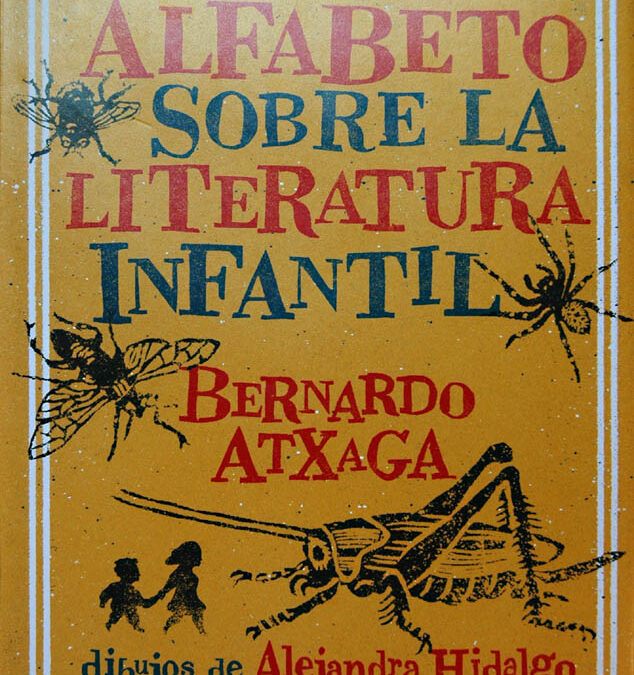 ALFABETO
SOBRE LA
LITERATURA
INFANTIL
BERNARDO
ATXAGA
dibujos de Alejandra Hidalgo